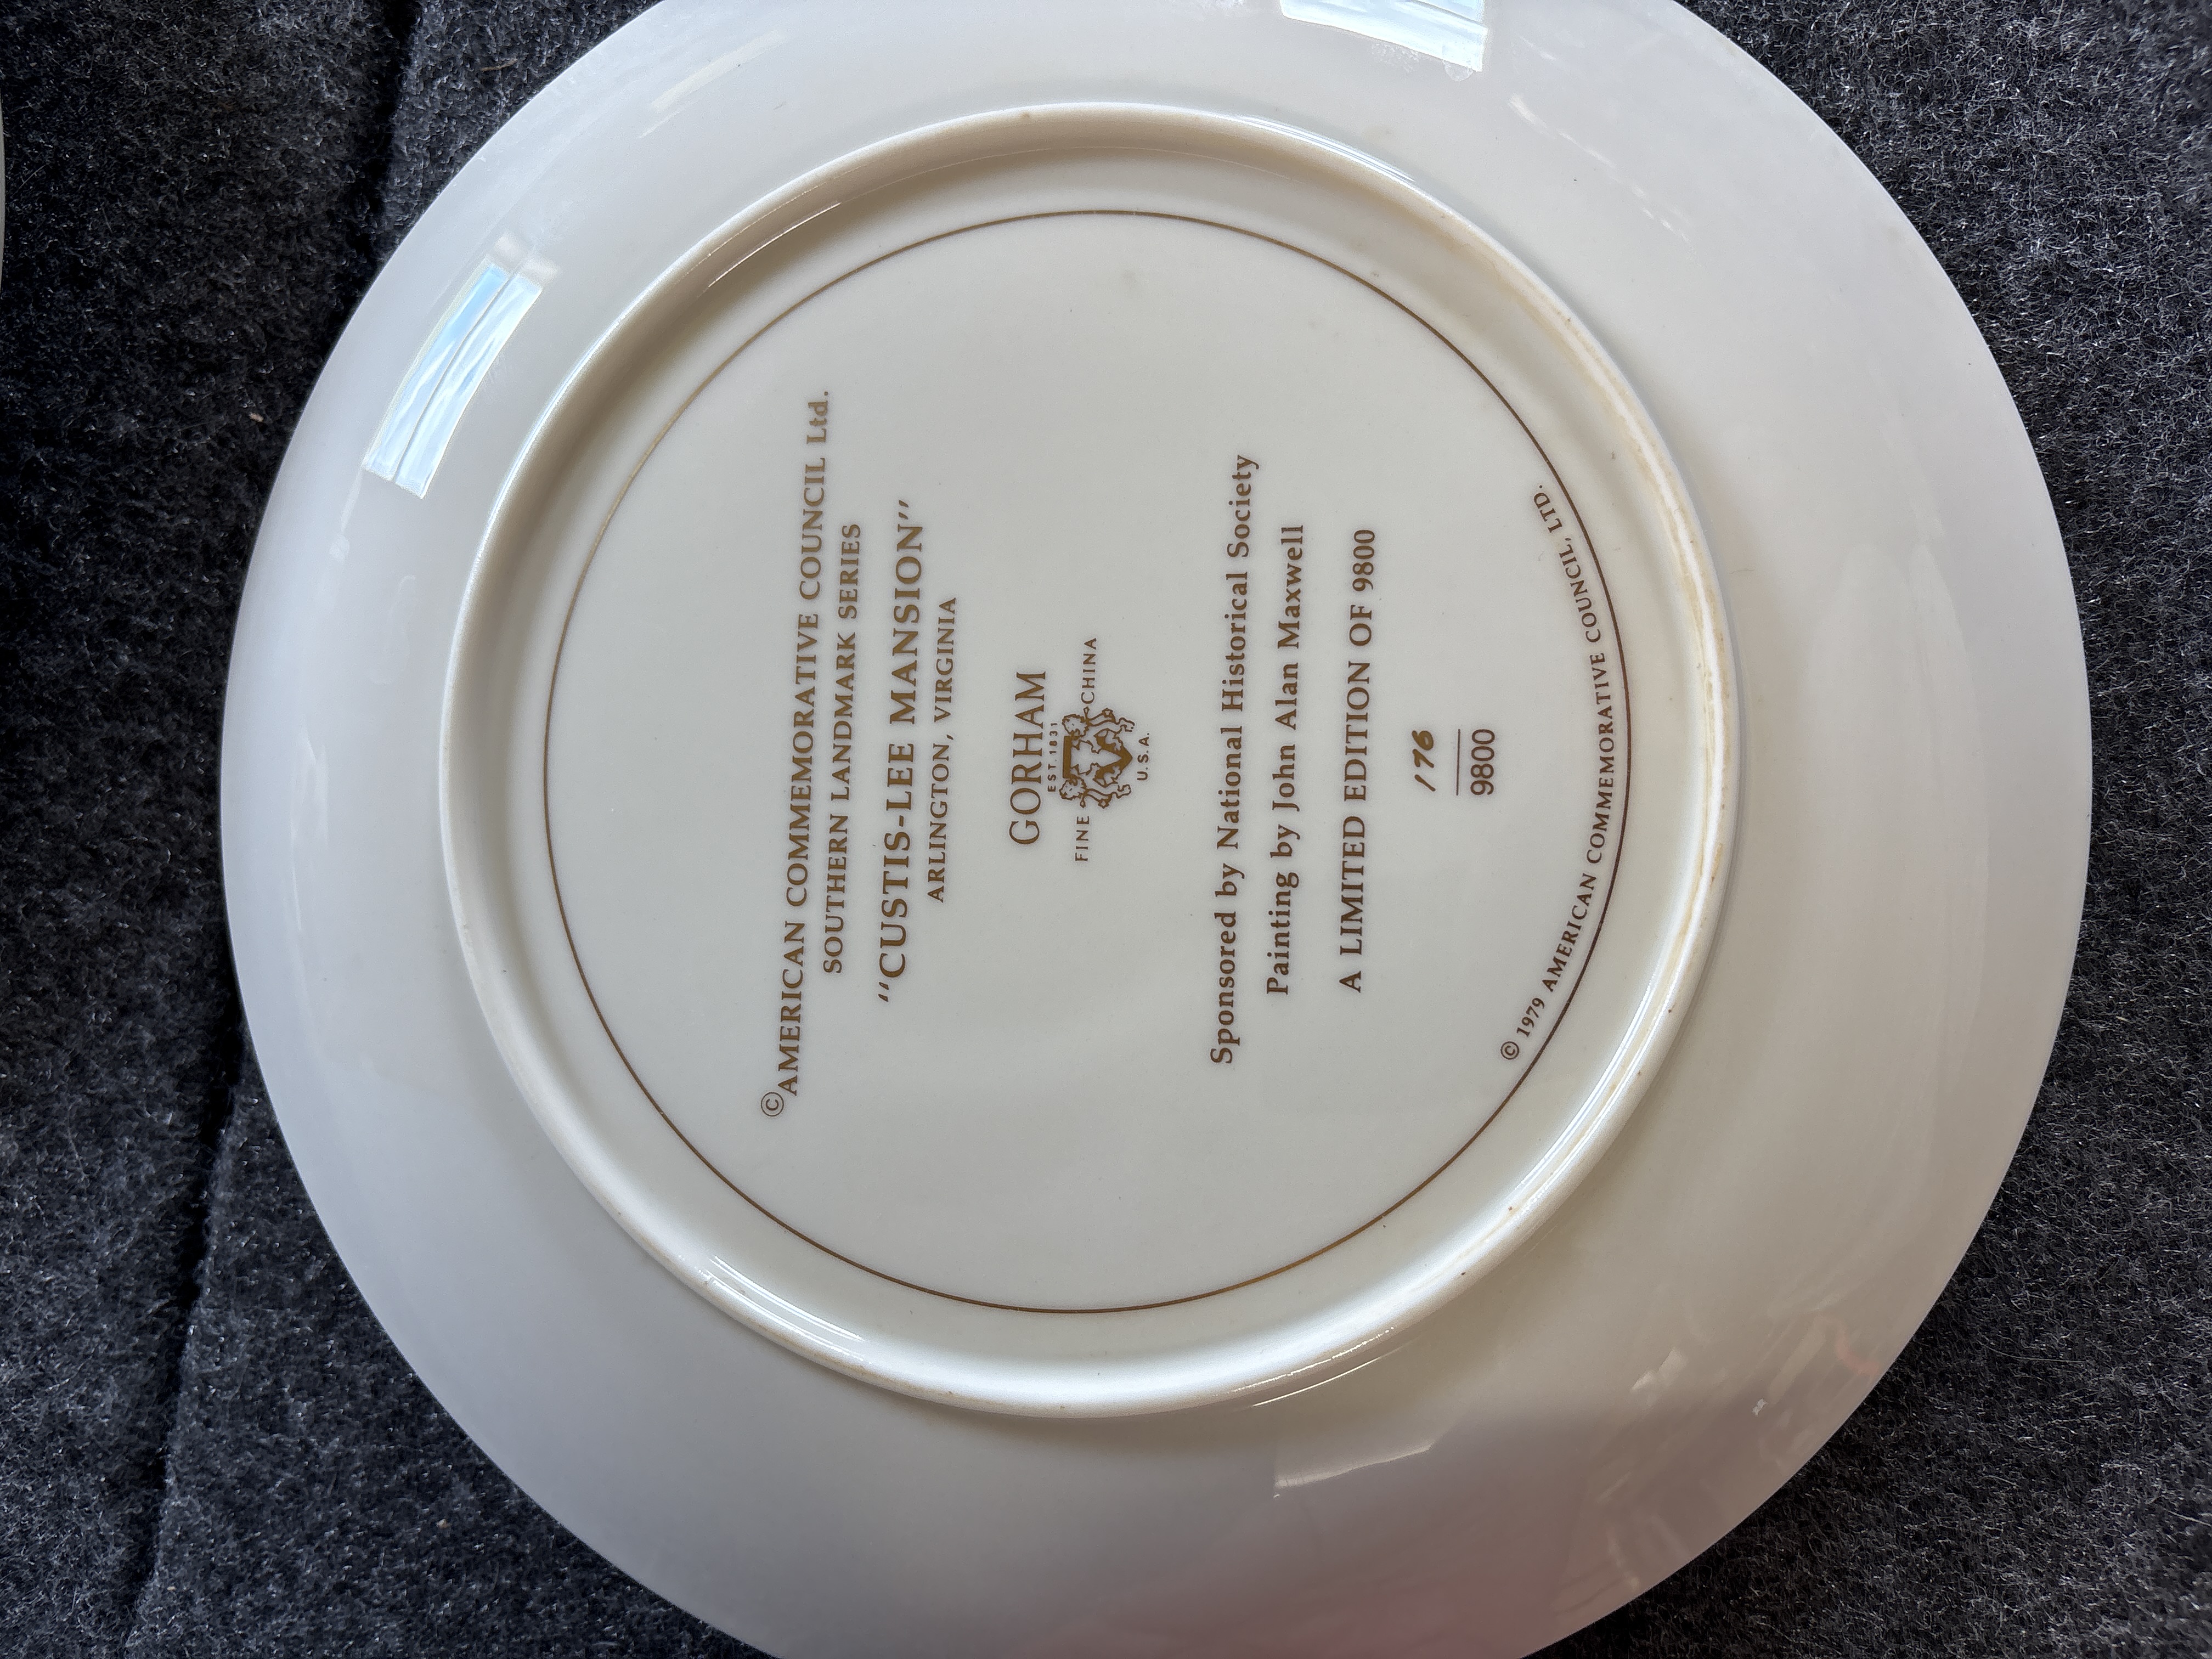 ©AMERICAN COMMEMORATIVE COUNCIL Ltd.
SOUTHERN LANDMARK SERIES
“CUSTIS-LEE MANSION”
ARLINGTON, VIRGINIA
GORHAM
EST. 1831
FINE CHINA
U.S.A.
Sponsored by National Historical Society
Painting by John Alan Maxwell
A LIMITED EDITION OF 9800
176
9800
© 1979 AMERICAN COMMEMORATIVE COUNCIL, LTD.